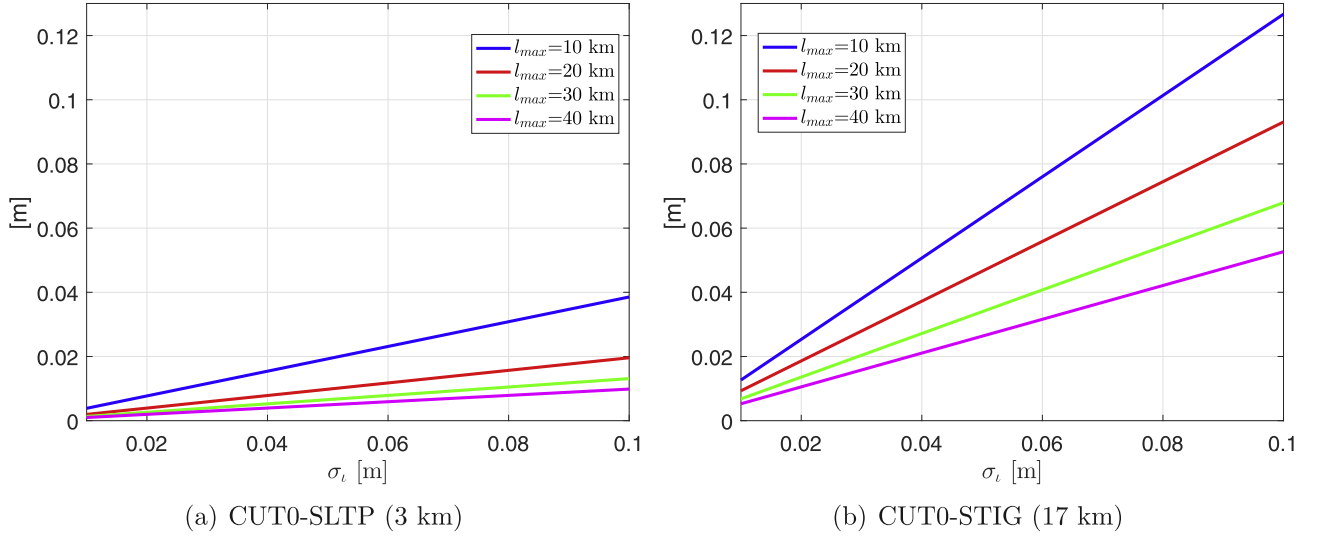 0.12
0.1
0.08
0.06
0.04
0.02
0
[m]
l_max=10 km
l_max=20 km
l_max=30 km
l_max=40 km
0.02 0.04 0.06 0.08 0.1
σ_ι [m]
(a) CUT0-SLTP (3 km)
0.12
0.1
0.08
0.06
0.04
0.02
0
[m]
l_max=10 km
l_max=20 km
l_max=30 km
l_max=40 km
0.02 0.04 0.06 0.08 0.1
σ_ι [m]
(b) CUT0-STIG (17 km)